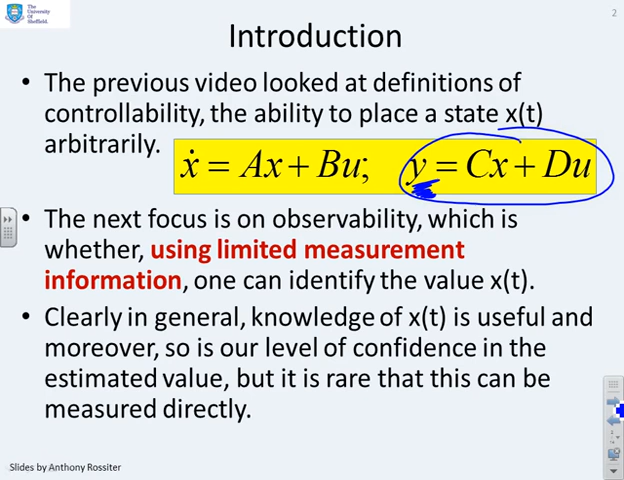 The
University
Of
Sheffield.
2
Introduction
• The previous video looked at definitions of
controllability, the ability to place a state x(t)
arbitrarily.
ẋ = Ax + Bu;   y = Cx + Du
• The next focus is on observability, which is
whether, using limited measurement
information, one can identify the value x(t).
• Clearly in general, knowledge of x(t) is useful and
moreover, so is our level of confidence in the
estimated value, but it is rare that this can be
measured directly.
Slides by Anthony Rossiter